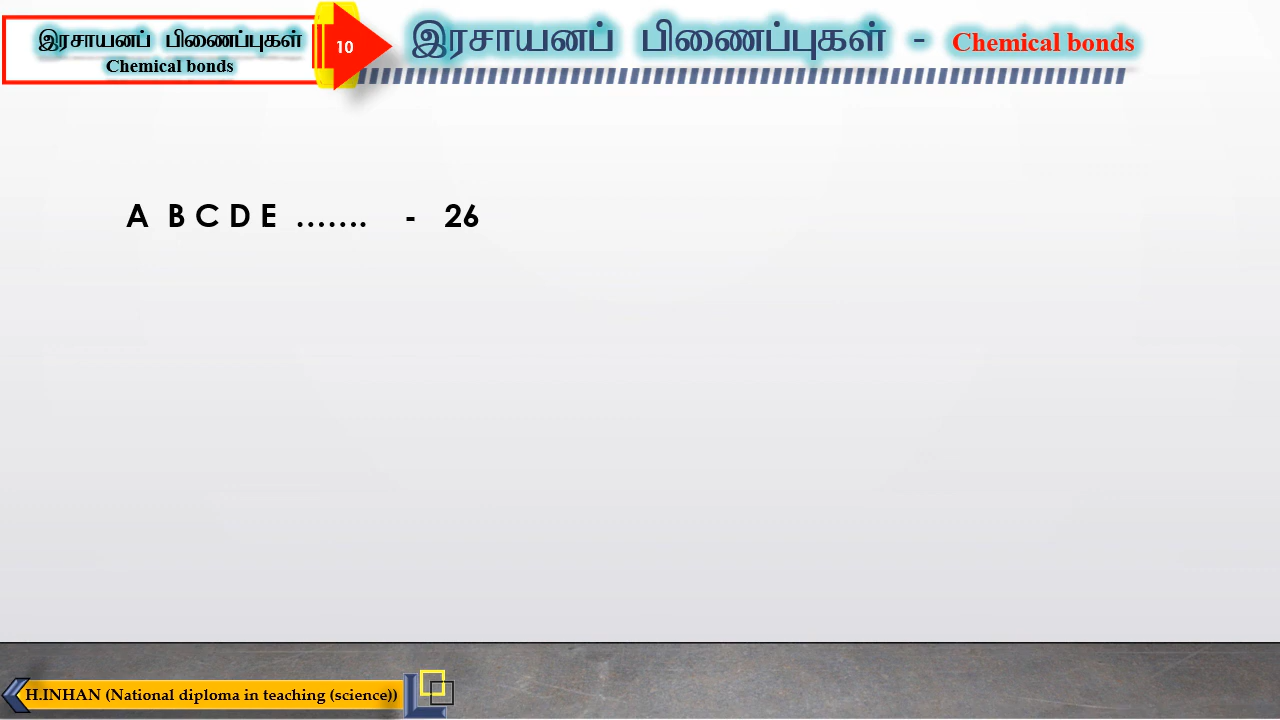 இரசாயனப் பிணைப்புகள்
Chemical bonds
10
இரசாயனப் பிணைப்புகள் - Chemical bonds
A B C D E ....... - 26
H.INHAN (National diploma in teaching (science))